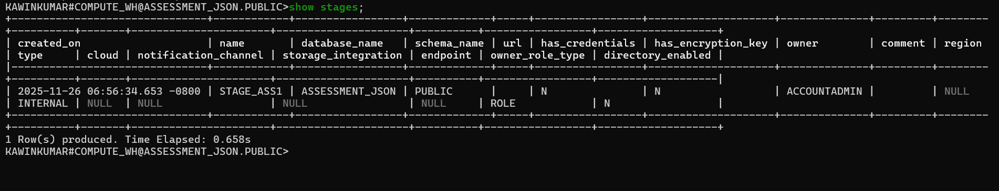 KAWINKUMAR#COMPUTE_WH@ASSESSMENT_JSON.PUBLIC>show stages;
+-------------------------------+------------+-----------------+-------------+-----+-----------------+--------------------+--------------+---------+--------
+----------+-------+----------------------+---------------------+----------+-----------------+-------------------+
| created_on                    | name       | database_name   | schema_name | url | has_credentials | has_encryption_key | owner        | comment | region
| type     | cloud | notification_channel | storage_integration | endpoint | owner_role_type | directory_enabled |
|-------------------------------+------------+-----------------+-------------+-----+-----------------+--------------------+--------------+---------+--------
+----------+-------+----------------------+---------------------+----------+-----------------+-------------------|
| 2025-11-26 06:56:34.653 -0800 | STAGE_ASS1 | ASSESSMENT_JSON | PUBLIC      |     | N               | N                  | ACCOUNTADMIN |         | NULL
| INTERNAL | NULL  | NULL                 | NULL                | NULL     | ROLE            | N                 |
+-------------------------------+------------+-----------------+-------------+-----+-----------------+--------------------+--------------+---------+--------
+----------+-------+----------------------+---------------------+----------+-----------------+-------------------+
1 Row(s) produced. Time Elapsed: 0.658s
KAWINKUMAR#COMPUTE_WH@ASSESSMENT_JSON.PUBLIC>